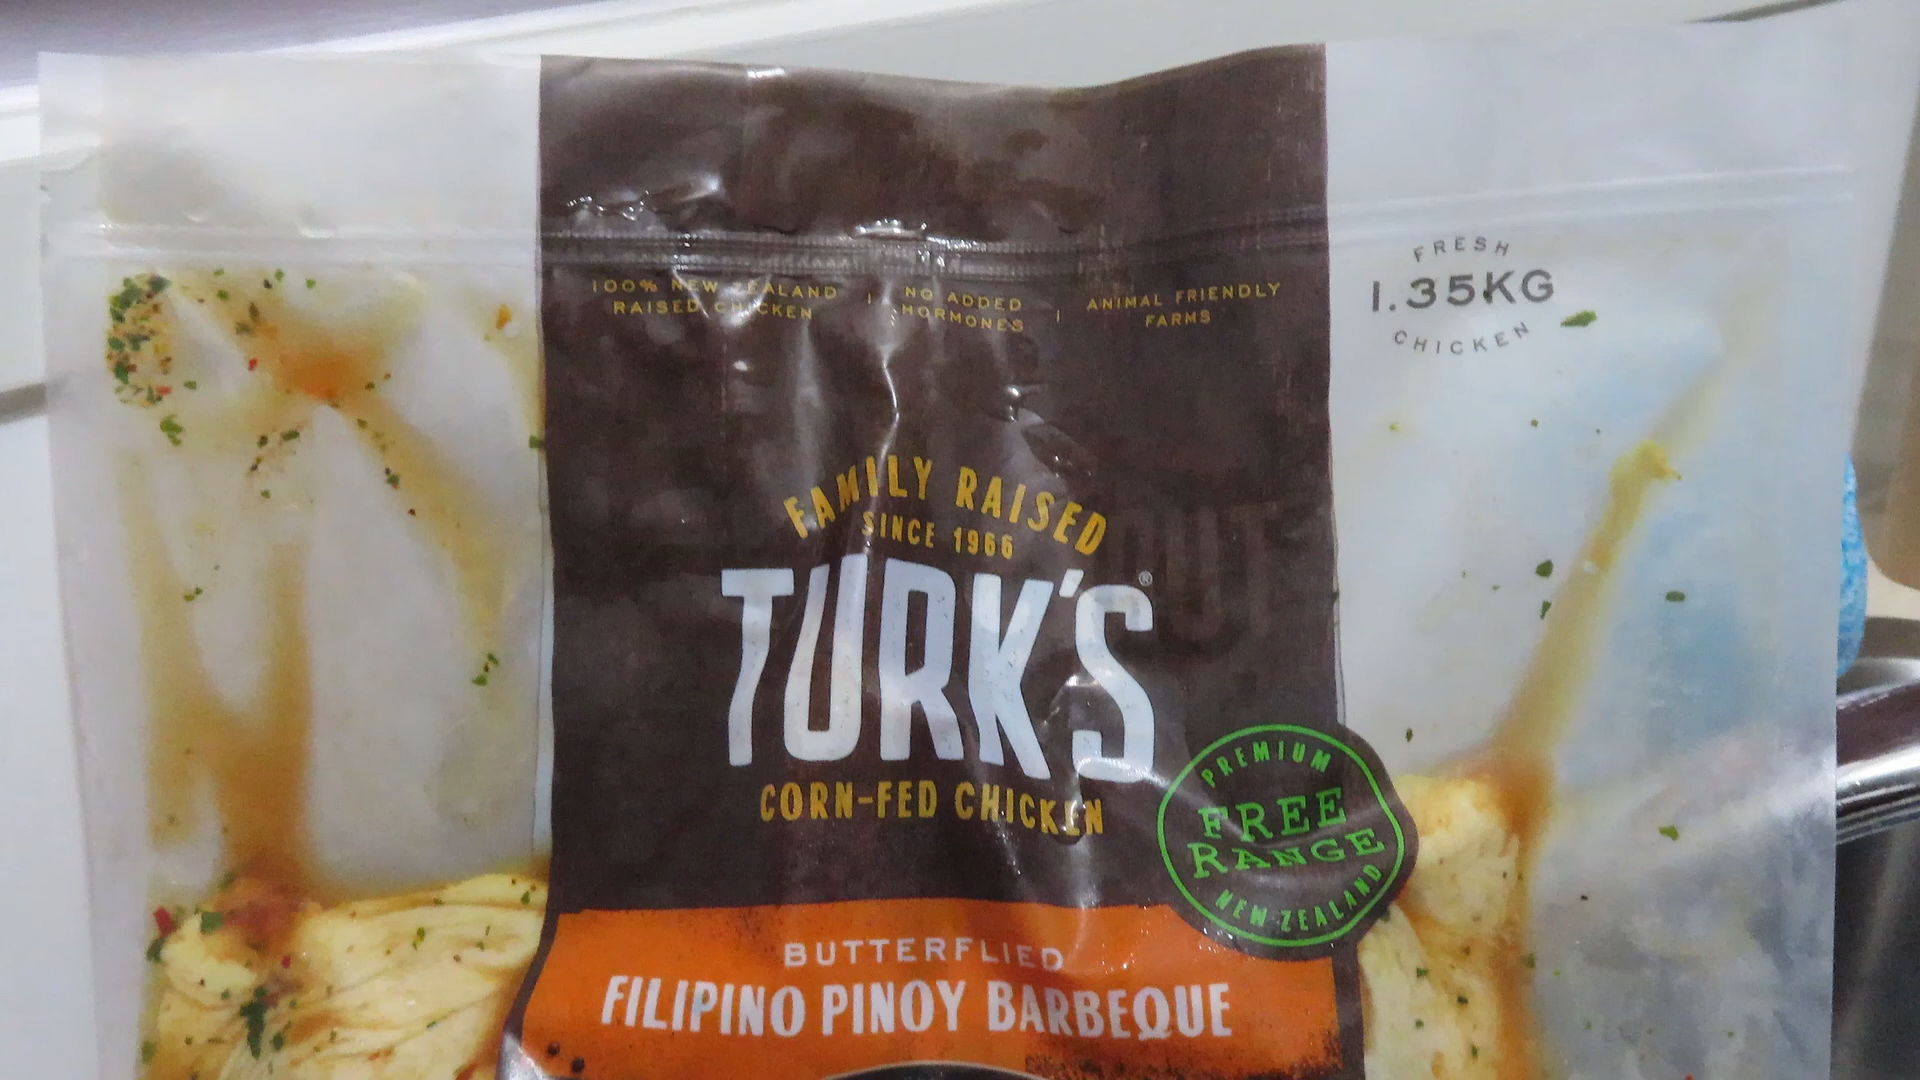 100% NEW ZEALAND
RAISED CHICKEN
NO ADDED
HORMONES
ANIMAL FRIENDLY
FARMS
FRESH
1.35KG
CHICKEN
FAMILY RAISED
SINCE 1966
TURK'S®
CORN-FED CHICKEN
PREMIUM
FREE
RANGE
NEW ZEALAND
BUTTERFLIED
FILIPINO PINOY BARBEQUE